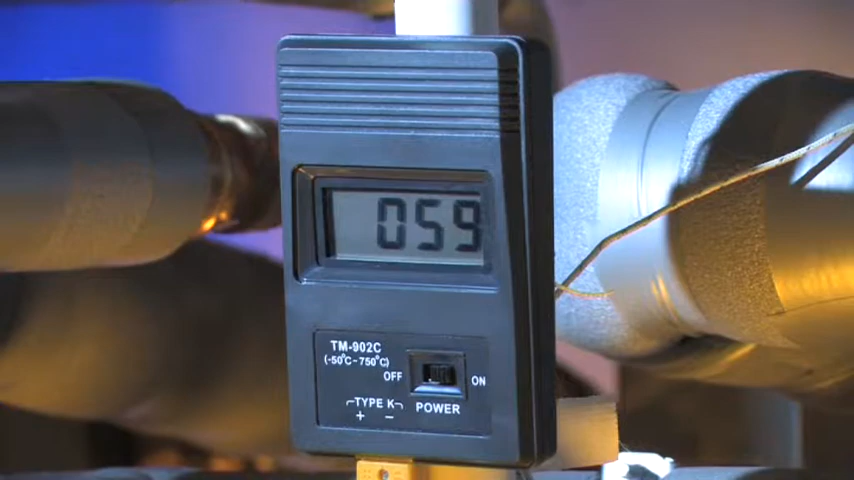 059
TM-902C
(-50°C~750°C)
OFF ON
TYPE K POWER
+ −